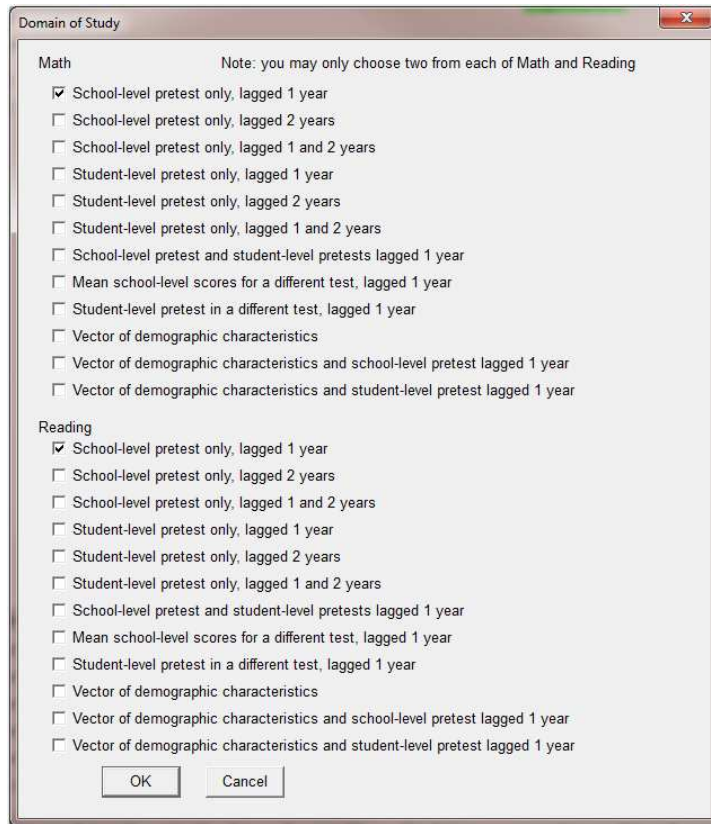 Domain of Study
Math Note: you may only choose two from each of Math and Reading
School-level pretest only, lagged 1 year
School-level pretest only, lagged 2 years
School-level pretest only, lagged 1 and 2 years
Student-level pretest only, lagged 1 year
Student-level pretest only, lagged 2 years
Student-level pretest only, lagged 1 and 2 years
School-level pretest and student-level pretests lagged 1 year
Mean school-level scores for a different test, lagged 1 year
Student-level pretest in a different test, lagged 1 year
Vector of demographic characteristics
Vector of demographic characteristics and school-level pretest lagged 1 year
Vector of demographic characteristics and student-level pretest lagged 1 year
Reading
School-level pretest only, lagged 1 year
School-level pretest only, lagged 2 years
School-level pretest only, lagged 1 and 2 years
Student-level pretest only, lagged 1 year
Student-level pretest only, lagged 2 years
Student-level pretest only, lagged 1 and 2 years
School-level pretest and student-level pretests lagged 1 year
Mean school-level scores for a different test, lagged 1 year
Student-level pretest in a different test, lagged 1 year
Vector of demographic characteristics
Vector of demographic characteristics and school-level pretest lagged 1 year
Vector of demographic characteristics and student-level pretest lagged 1 year
OK Cancel